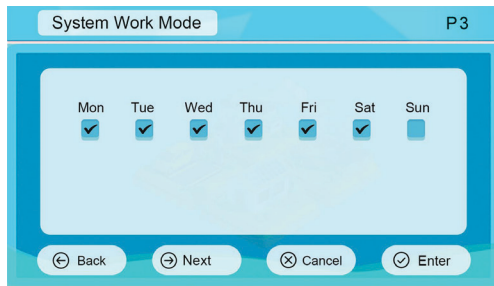 System Work Mode P3
Mon Tue Wed Thu Fri Sat Sun
Back Next Cancel Enter